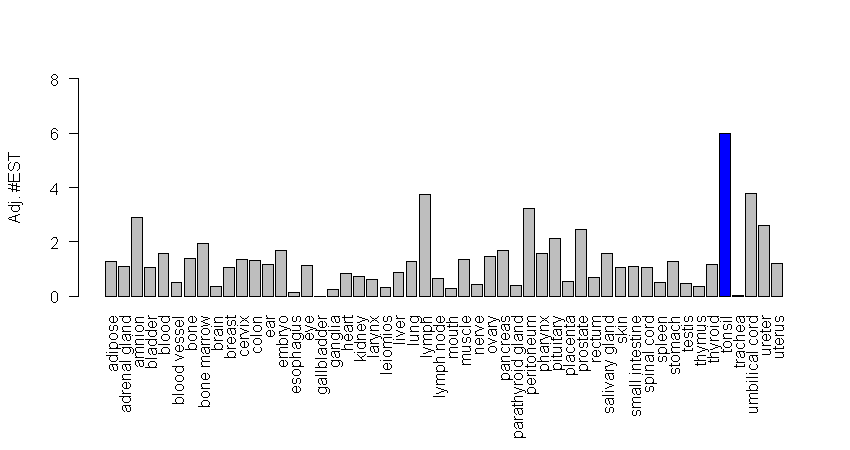 8
6
4
2
0
Adj. #EST
adipose
adrenal gland
amnion
bladder
blood
blood vessel
bone
bone marrow
brain
breast
cervix
colon
ear
embryo
esophagus
eye
gallbladder
ganglia
heart
kidney
larynx
leiomios
liver
lung
lymph
lymph node
mouth
muscle
nerve
ovary
pancreas
parathyroid gland
peritoneum
pharynx
pituitary
placenta
prostate
rectum
salivary gland
skin
small intestine
spinal cord
spleen
stomach
testis
thymus
thyroid
tonsil
trachea
umbilical cord
ureter
uterus